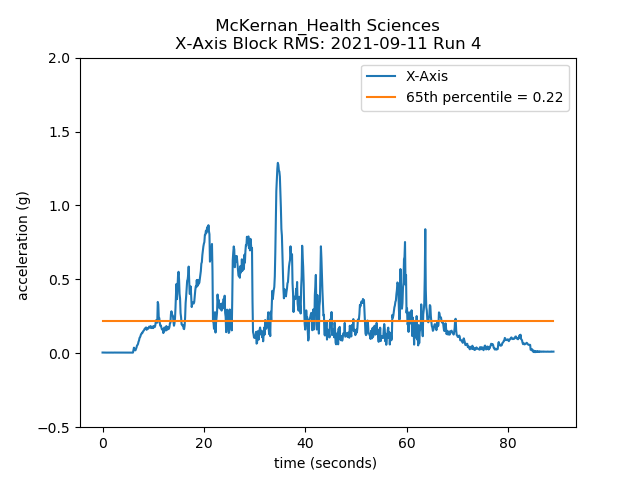 McKernan_Health Sciences
X-Axis Block RMS: 2021-09-11 Run 4
X-Axis
65th percentile = 0.22
acceleration (g)
2.0
1.5
1.0
0.5
0.0
−0.5
0 20 40 60 80
time (seconds)